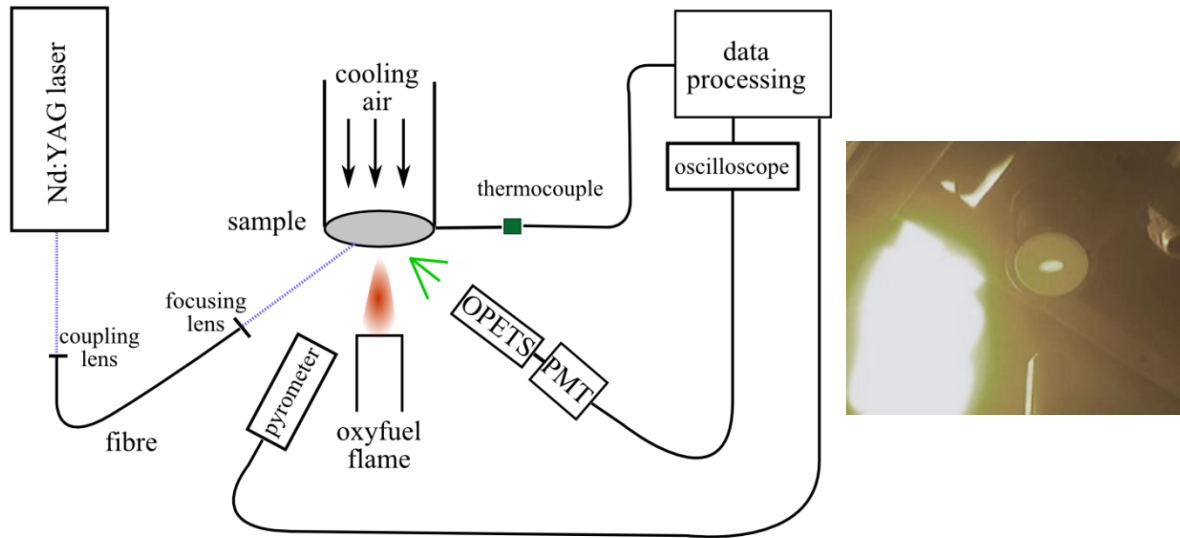 Nd:YAG laser
cooling
air
data
processing
oscilloscope
thermocouple
sample
focusing
lens
coupling
lens
fibre
pyrometer
oxyfuel
flame
OPETS
PMT